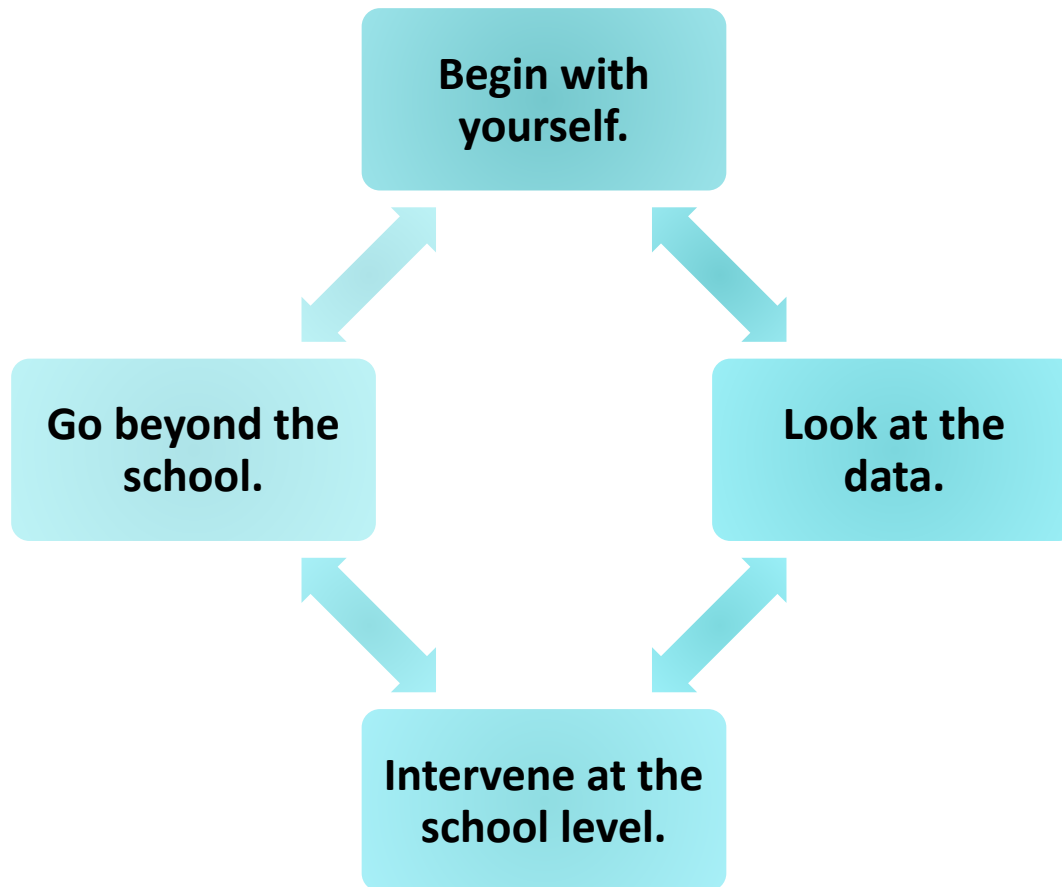 Begin with
yourself.
Go beyond the
school.
Look at the
data.
Intervene at the
school level.